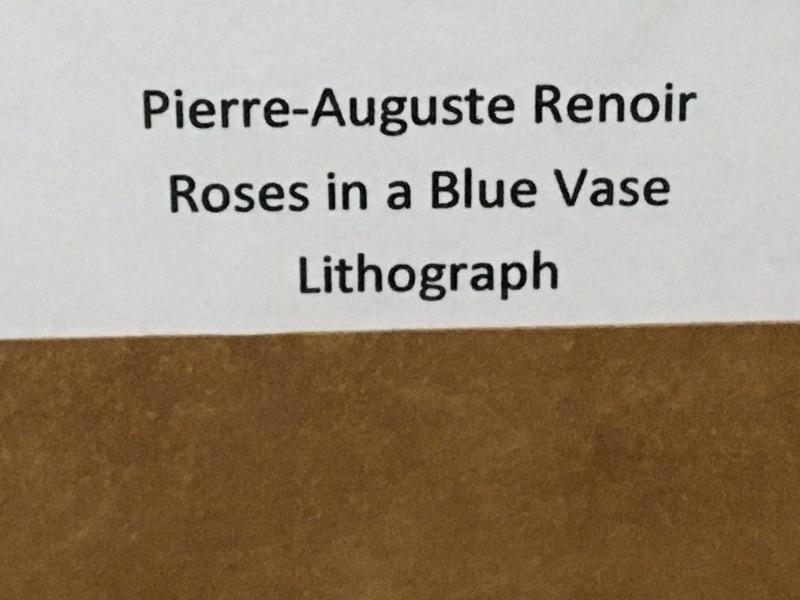 Pierre-Auguste Renoir
Roses in a Blue Vase
Lithograph